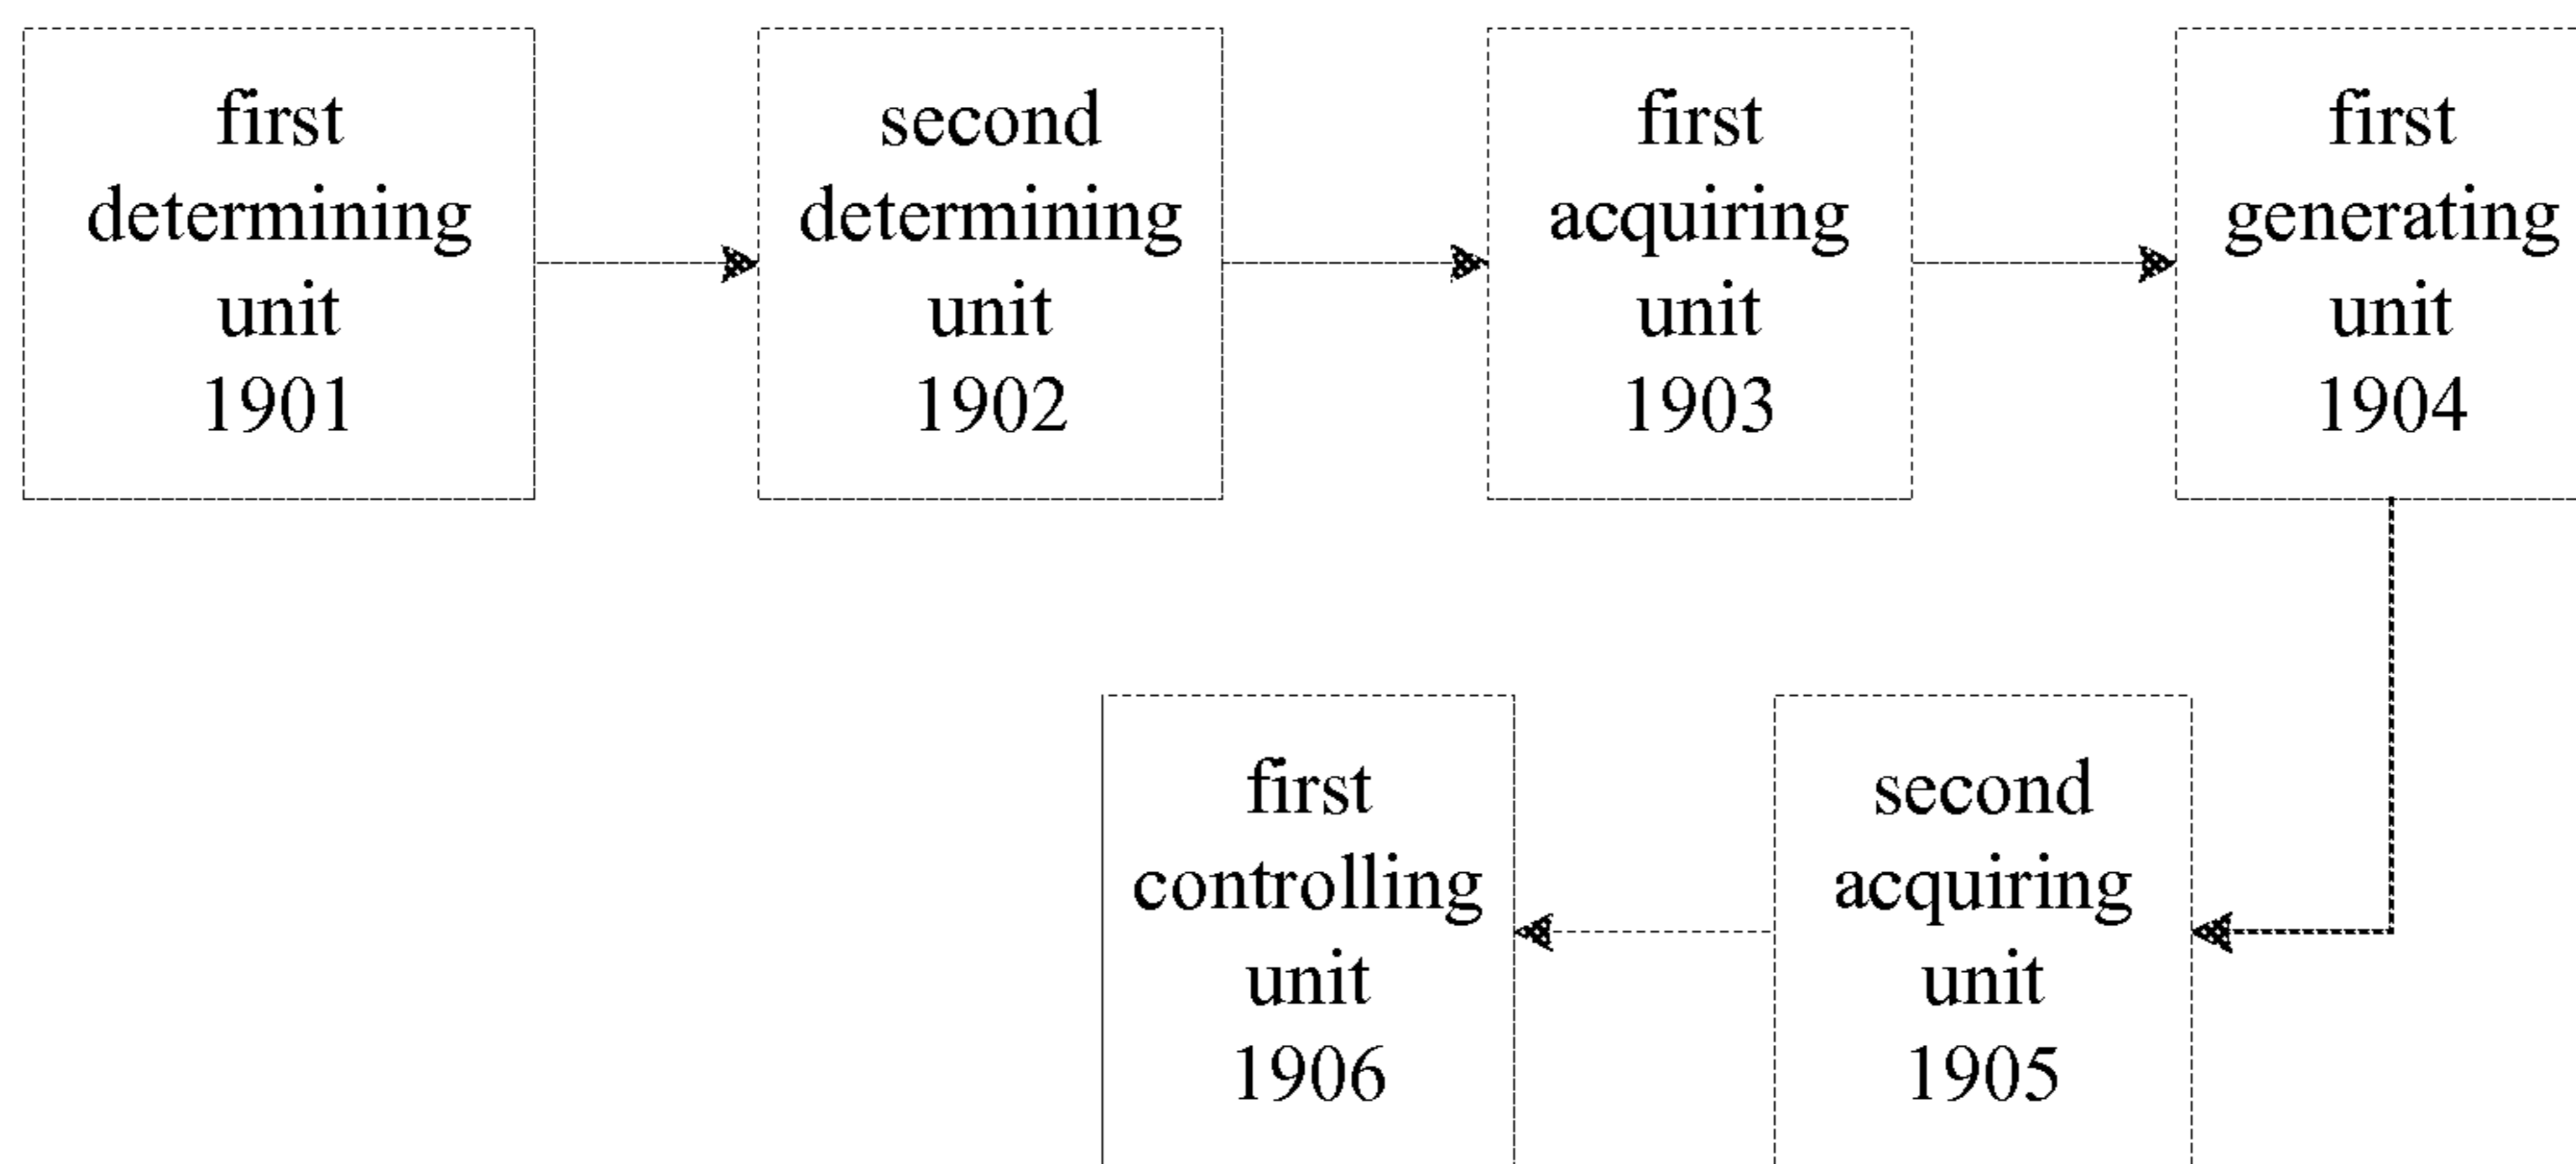 first
determining
unit
1901
second
determining
unit
1902
first
acquiring
unit
1903
first
generating
unit
1904
first
controlling
unit
1906
second
acquiring
unit
1905